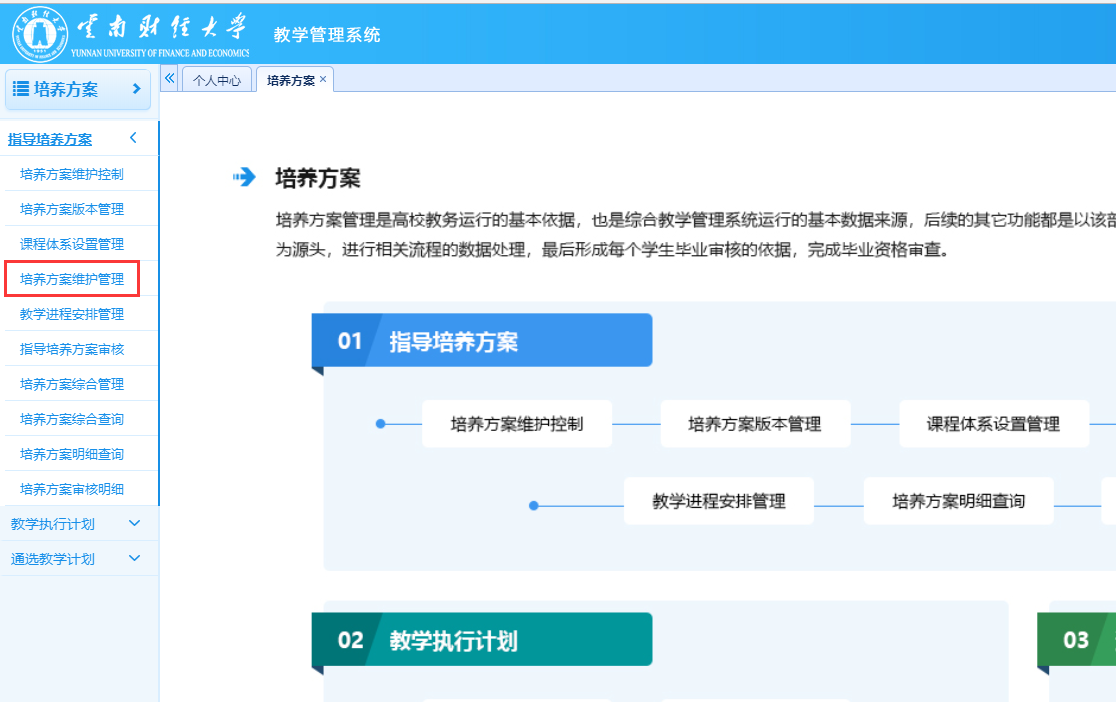 云南财经大学
YUNNAN UNIVERSITY OF FINANCE AND ECONOMICS
教学管理系统
培养方案
个人中心
培养方案
指导培养方案
培养方案维护控制
培养方案版本管理
课程体系设置管理
培养方案维护管理
教学进程安排管理
指导培养方案审核
培养方案综合管理
培养方案综合查询
培养方案明细查询
培养方案审核明细
教学执行计划
通选教学计划
培养方案
培养方案管理是高校教务运行的基本依据，也是综合教学管理系统运行的基本数据来源，后续的其它功能都是以该部
为源头，进行相关流程的数据处理，最后形成每个学生毕业审核的依据，完成毕业资格审查。
01 指导培养方案
培养方案维护控制
培养方案版本管理
课程体系设置管理
教学进程安排管理
培养方案明细查询
02 教学执行计划
03